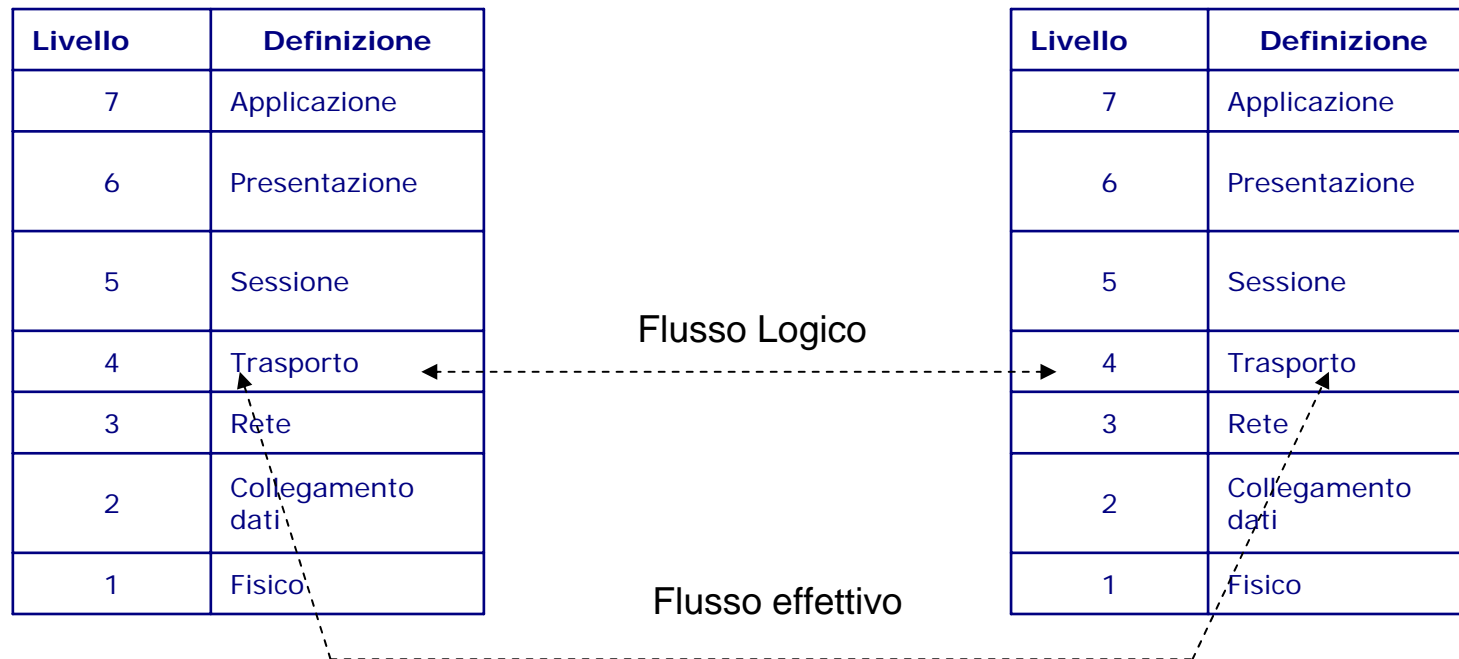 Livello Definizione
7 Applicazione
6 Presentazione
5 Sessione
4 Trasporto
3 Rete
2 Collegamento
dati
1 Fisico
Flusso Logico
Flusso effettivo
Livello Definizione
7 Applicazione
6 Presentazione
5 Sessione
4 Trasporto
3 Rete
2 Collegamento
dati
1 Fisico